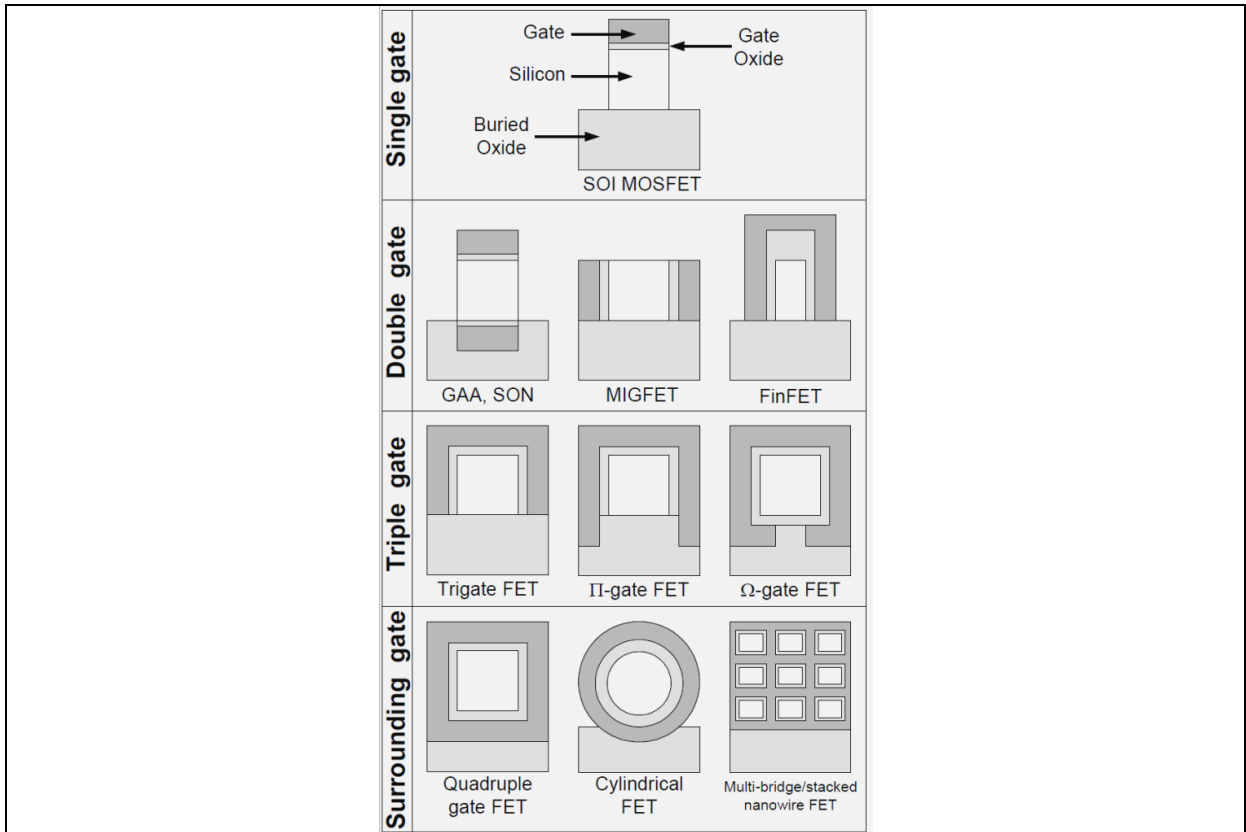 Single gate
Gate
Gate
Oxide
Silicon
Buried
Oxide
SOI MOSFET
Double gate
GAA, SON
MIGFET
FinFET
Triple gate
Trigate FET
Π-gate FET
Ω-gate FET
Surrounding gate
Quadruple
gate FET
Cylindrical
FET
Multi-bridge/stacked
nanowire FET